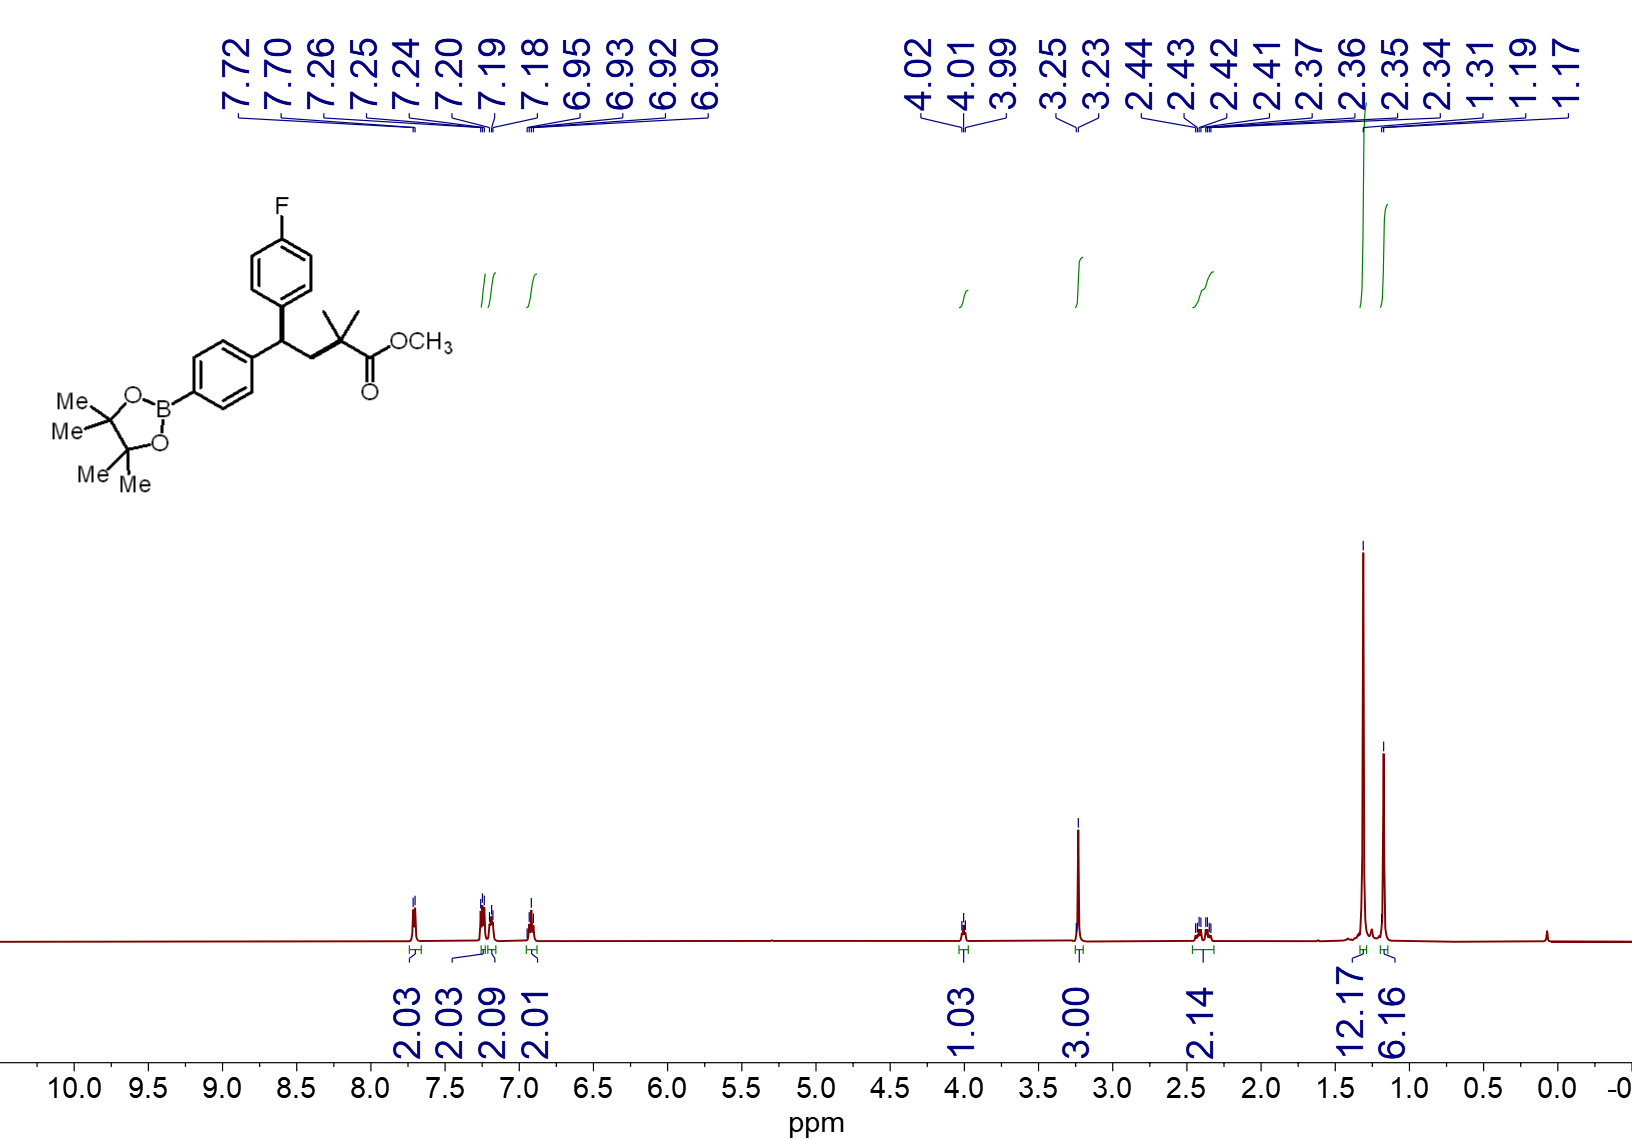 7.72 7.70 7.26 7.25 7.24 7.20 7.19 7.18 6.95 6.93 6.92 6.90 4.02 4.01 3.99 3.25 3.23 2.44 2.43 2.42 2.41 2.37 2.36 2.35 2.34 1.31 1.19 1.17
F
OCH3
O
Me O B
Me O
Me Me
2.03 2.03 2.09 2.01 1.03 3.00 2.14 12.17 6.16
10.0 9.5 9.0 8.5 8.0 7.5 7.0 6.5 6.0 5.5 5.0 4.5 4.0 3.5 3.0 2.5 2.0 1.5 1.0 0.5 0.0 -0
ppm